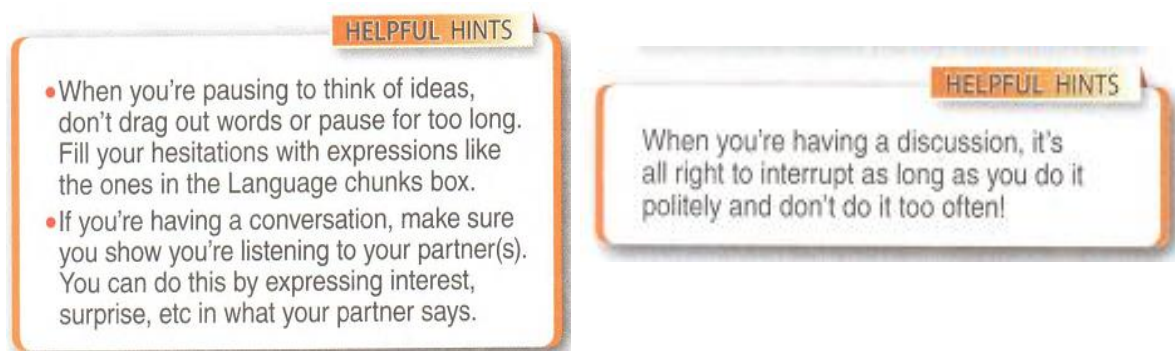 HELPFUL HINTS
•When you're pausing to think of ideas,
don't drag out words or pause for too long.
Fill your hesitations with expressions like
the ones in the Language chunks box.
•If you're having a conversation, make sure
you show you're listening to your partner(s).
You can do this by expressing interest,
surprise, etc in what your partner says.
HELPFUL HINTS
When you're having a discussion, it's
all right to interrupt as long as you do it
politely and don't do it too often!